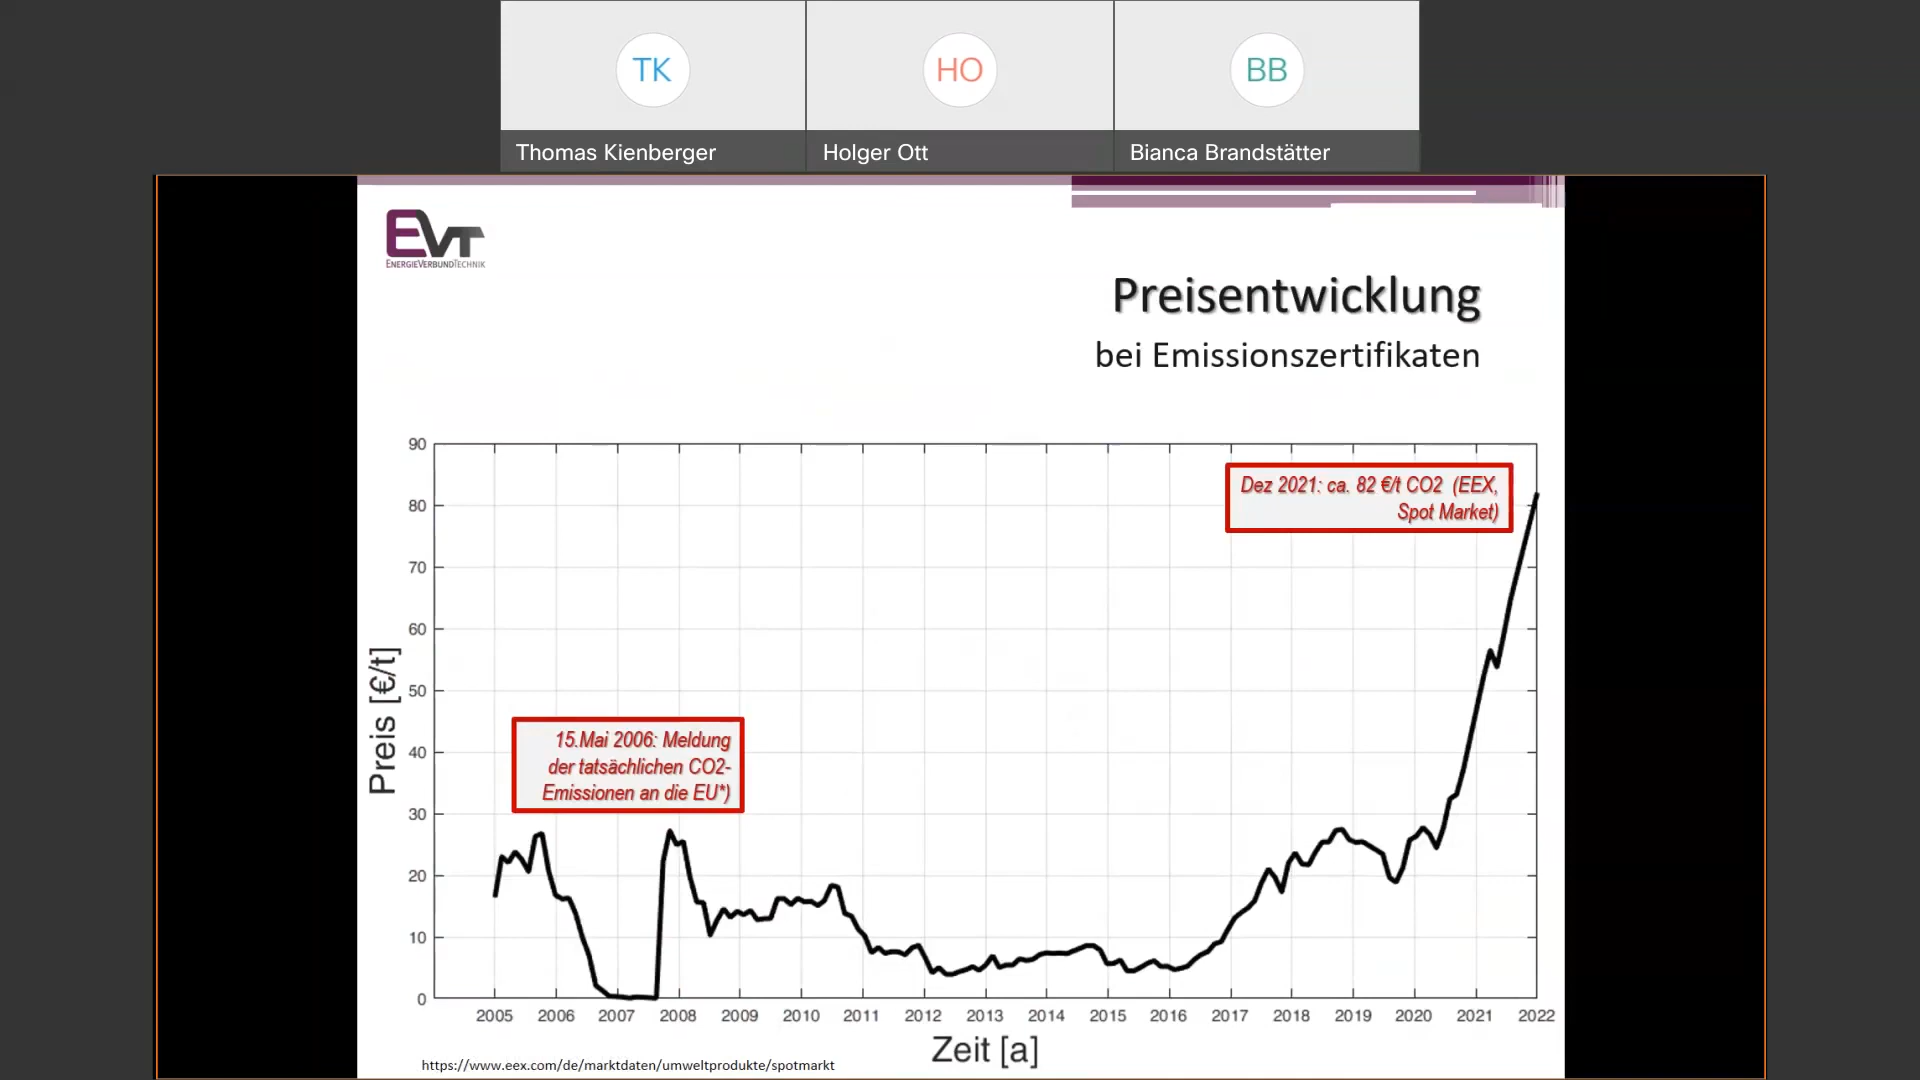 TK
HO
BB
Thomas Kienberger
Holger Ott
Bianca Brandstätter
EVT
ENERGIEVERBUNDTECHNIK
Preisentwicklung
bei Emissionszertifikaten
Dez 2021: ca. 82 €/t CO2 (EEX,
Spot Market)
15.Mai 2006: Meldung
der tatsächlichen CO2-
Emissionen an die EU*)
Preis [€/t]
90
80
70
60
50
40
30
20
10
0
2005 2006 2007 2008 2009 2010 2011 2012 2013 2014 2015 2016 2017 2018 2019 2020 2021 2022
Zeit [a]
https://www.eex.com/de/marktdaten/umweltprodukte/spotmarkt